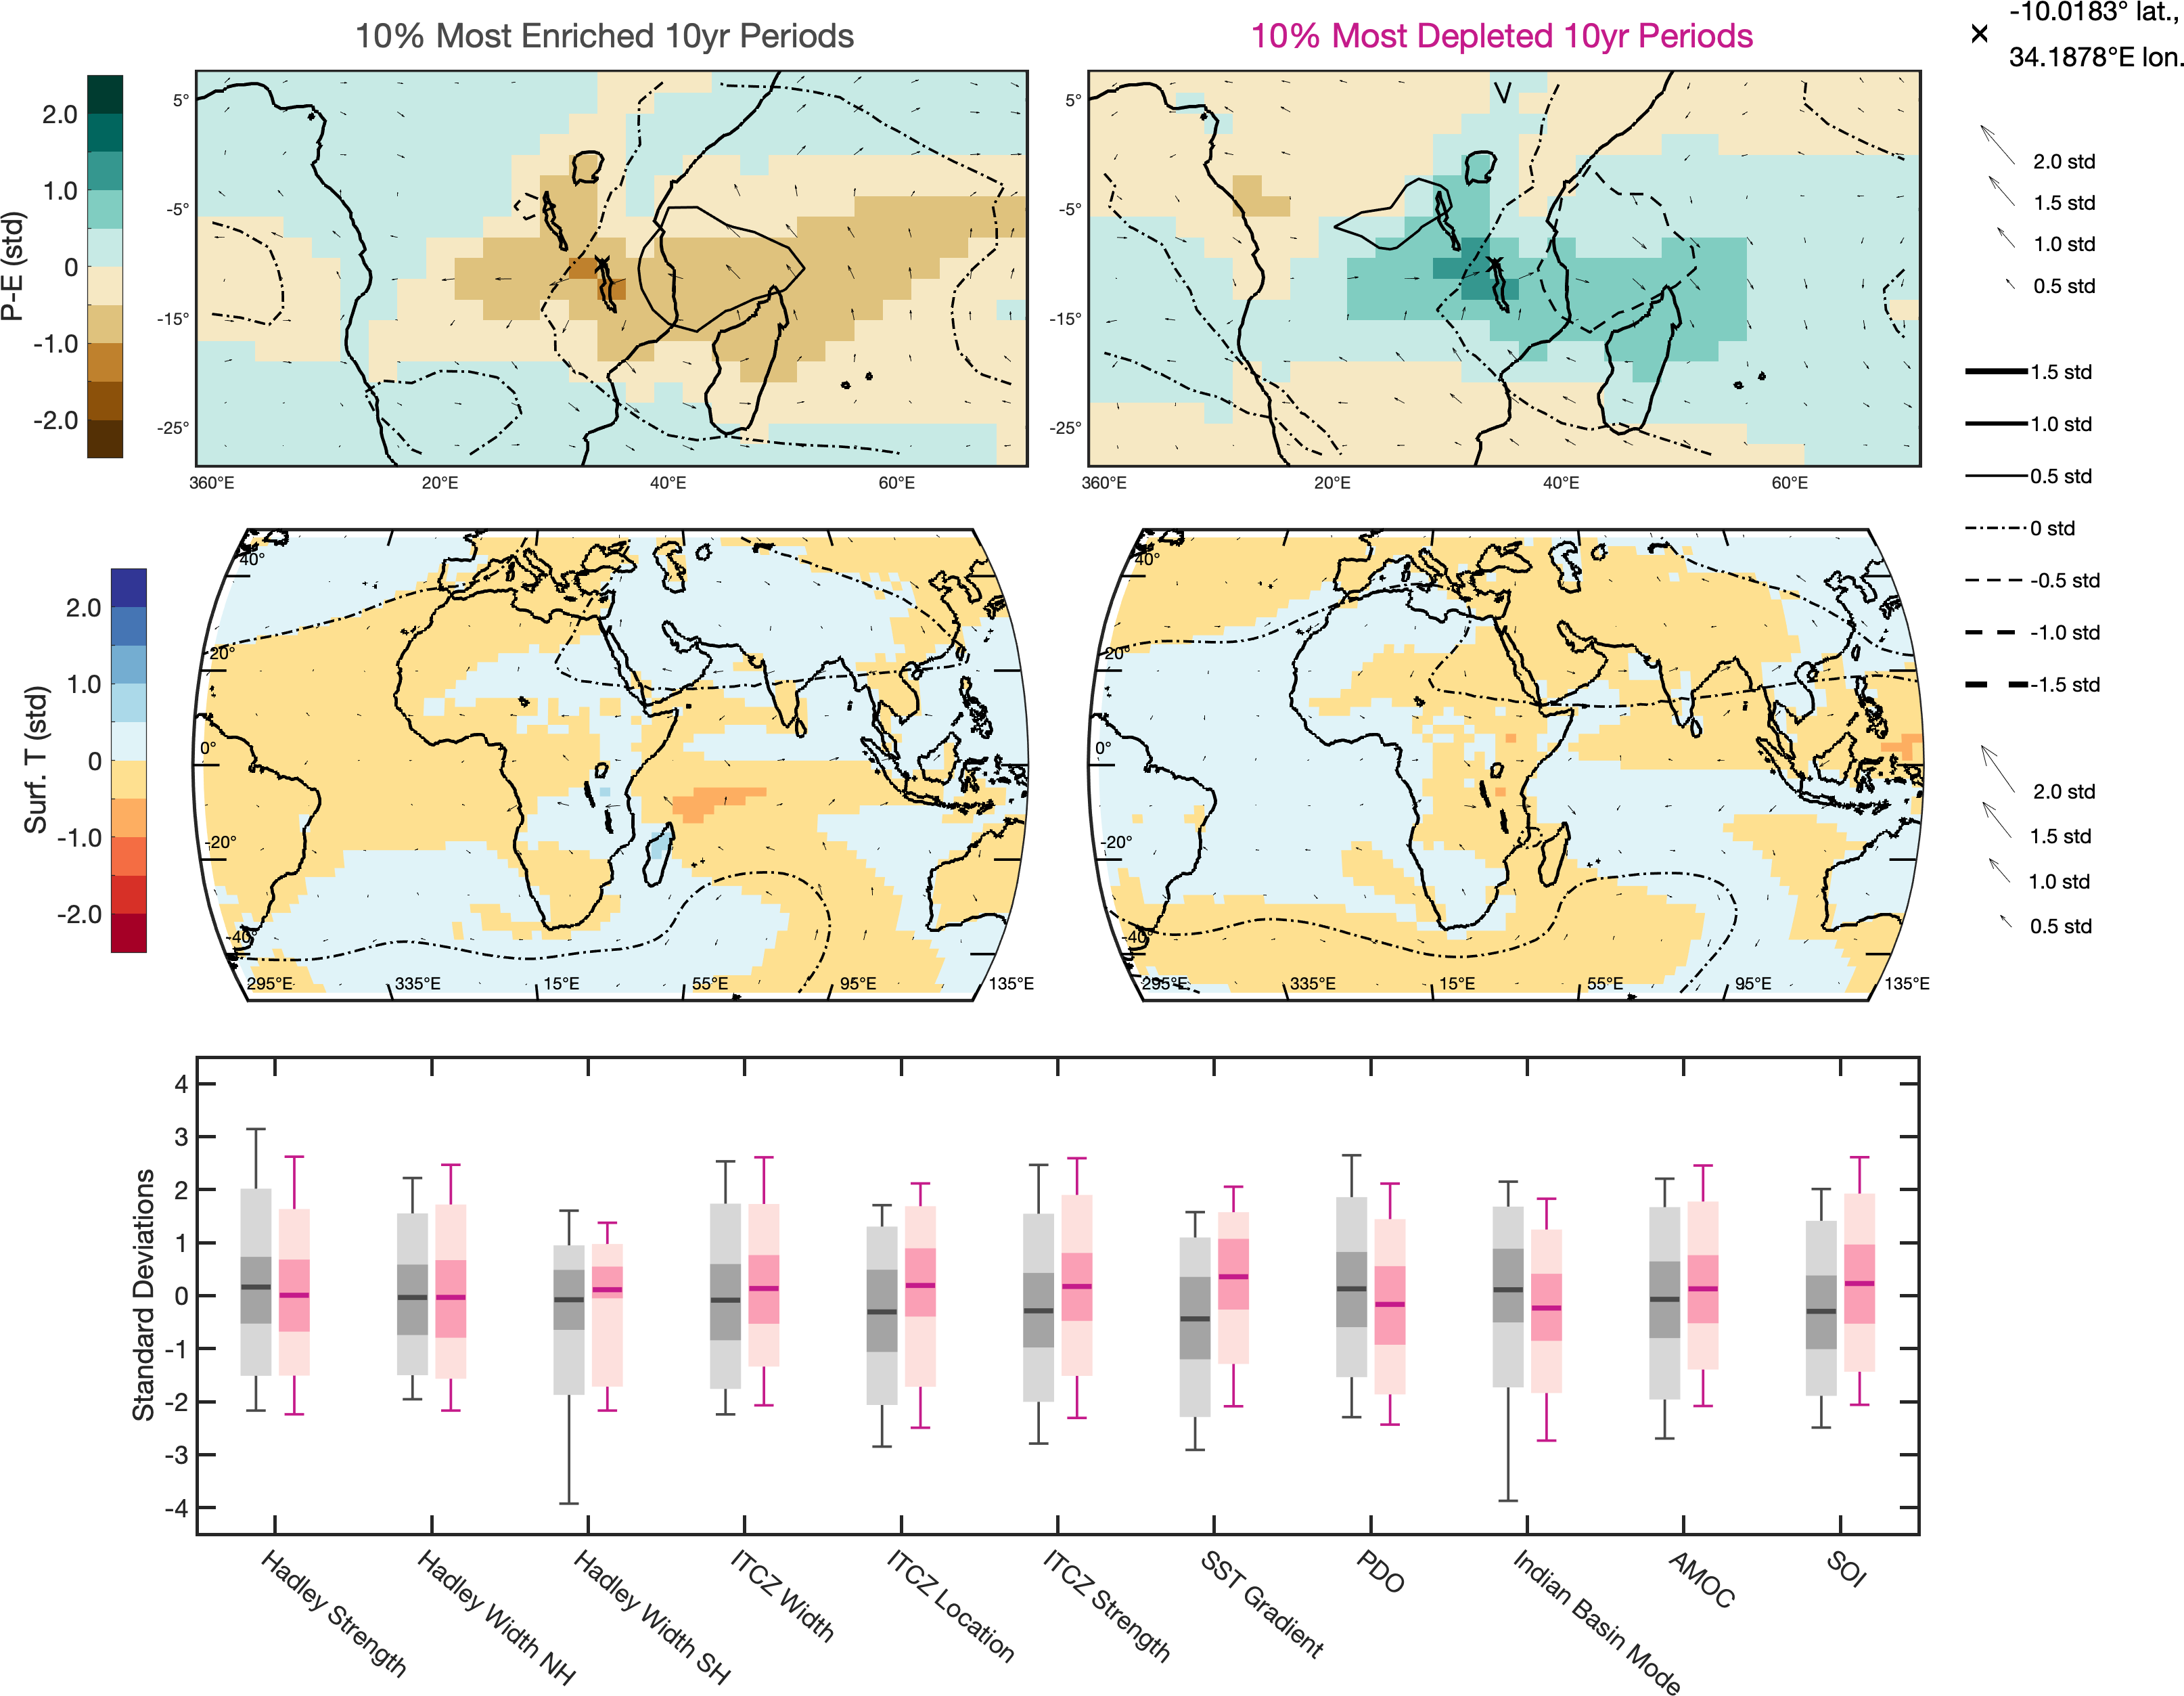 10% Most Enriched 10yr Periods
10% Most Depleted 10yr Periods
× -10.0183° lat.,
34.1878°E lon.
P-E (std)
2.0
1.0
0
-1.0
-2.0
5°
-5°
-15°
-25°
360°E 20°E 40°E 60°E
5°
-5°
-15°
-25°
360°E 20°E 40°E 60°E
2.0 std
1.5 std
1.0 std
0.5 std
1.5 std
1.0 std
0.5 std
0 std
-0.5 std
-1.0 std
-1.5 std
2.0 std
1.5 std
1.0 std
0.5 std
Surf. T (std)
2.0
1.0
0
-1.0
-2.0
40°
20°
0°
-20°
-40°
295°E 335°E 15°E 55°E 95°E 135°E
40°
20°
0°
-20°
-40°
295°E 335°E 15°E 55°E 95°E 135°E
Standard Deviations
4
3
2
1
0
-1
-2
-3
-4
Hadley Strength
Hadley Width NH
Hadley Width SH
ITCZ Width
ITCZ Location
ITCZ Strength
SST Gradient
PDO
Indian Basin Mode
AMOC
SOI